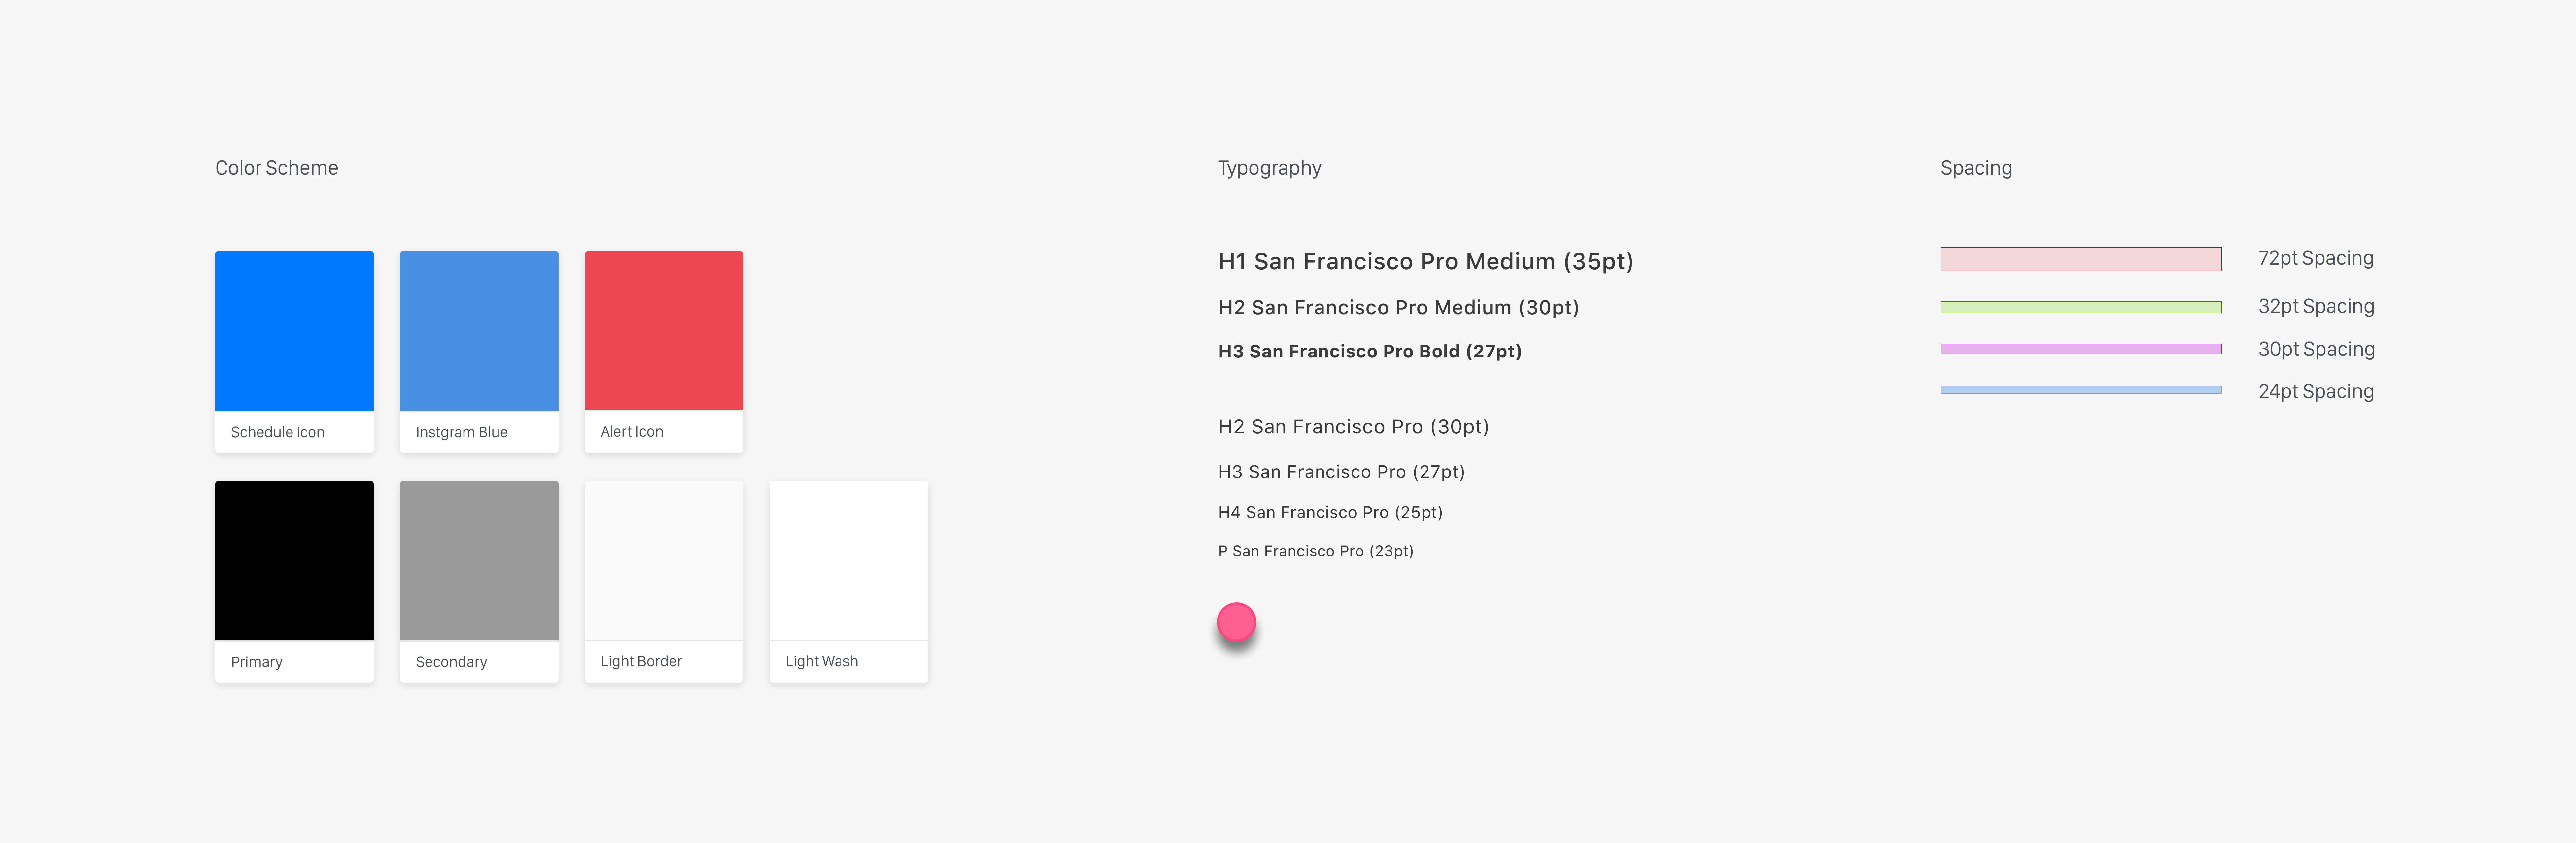 Color Scheme
Schedule Icon
Instgram Blue
Alert Icon
Primary
Secondary
Light Border
Light Wash
Typography
H1 San Francisco Pro Medium (35pt)
H2 San Francisco Pro Medium (30pt)
H3 San Francisco Pro Bold (27pt)
H2 San Francisco Pro (30pt)
H3 San Francisco Pro (27pt)
H4 San Francisco Pro (25pt)
P San Francisco Pro (23pt)
Spacing
72pt Spacing
32pt Spacing
30pt Spacing
24pt Spacing